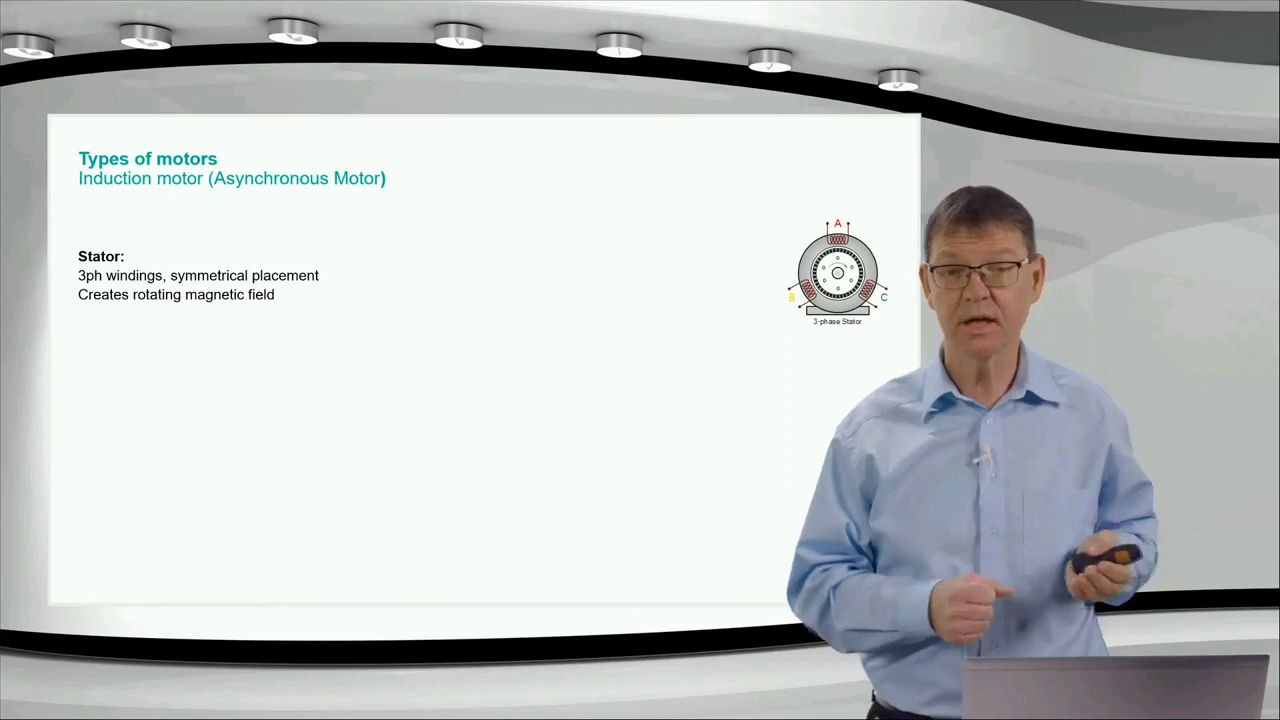 Types of motors
Induction motor (Asynchronous Motor)
Stator:
3ph windings, symmetrical placement
Creates rotating magnetic field
A
B
C
3-phase Stator